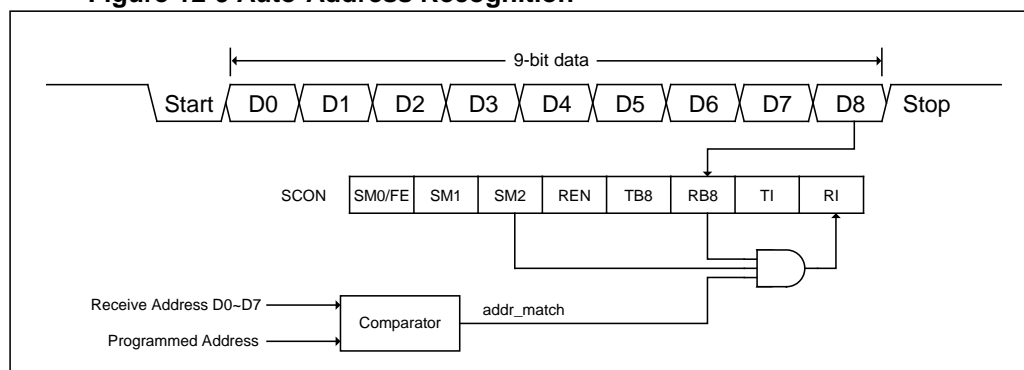 Figure 12-3 Auto-Address Recognition
9-bit data
Start D0 D1 D2 D3 D4 D5 D6 D7 D8 Stop
SCON SM0/FE SM1 SM2 REN TB8 RB8 TI RI
Receive Address D0~D7
addr_match
Comparator
Programmed Address